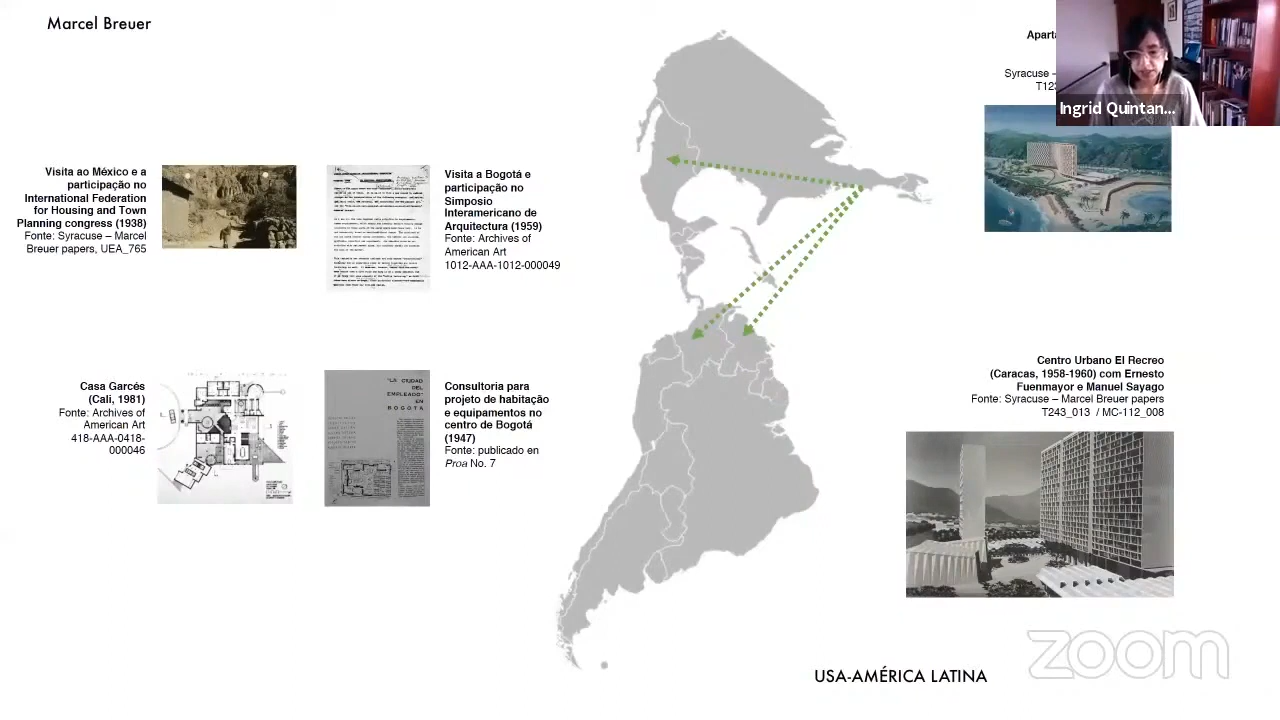 Marcel Breuer
Visita ao México e a
participação no
International Federation
for Housing and Town
Planning congress (1938)
Fonte: Syracuse – Marcel
Breuer papers, UEA_765
Visita a Bogotá e
participação no
Simposio
Interamericano de
Arquitectura (1959)
Fonte: Archives of
American Art
1012-AAA-1012-000049
Casa Garcés
(Cali, 1981)
Fonte: Archives of
American Art
418-AAA-0418-
000046
"LA CIUDAD
DEL
EMPLEADO"
EN
BOGOTA
Consultoria para
projeto de habitação
e equipamentos no
centro de Bogotá
(1947)
Fonte: publicado en
Proa No. 7
Syracuse –
Ingrid Quintan...
Centro Urbano El Recreo
(Caracas, 1958-1960) com Ernesto
Fuenmayor e Manuel Sayago
Fonte: Syracuse – Marcel Breuer papers
T243_013 / MC-112_008
USA-AMÉRICA LATINA
zoom